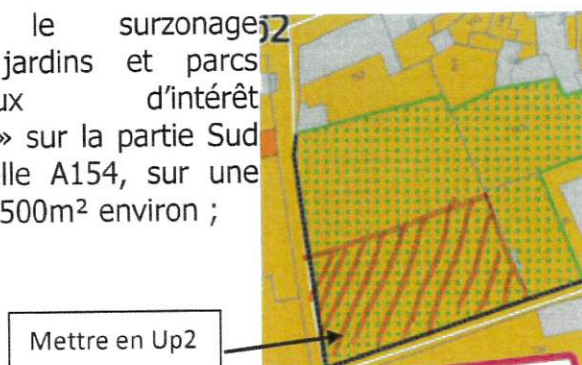 le surzonage
jardins et parcs
ux d'intérêt
» sur la partie Sud
lle A154, sur une
500m² environ ;
Mettre en Up2